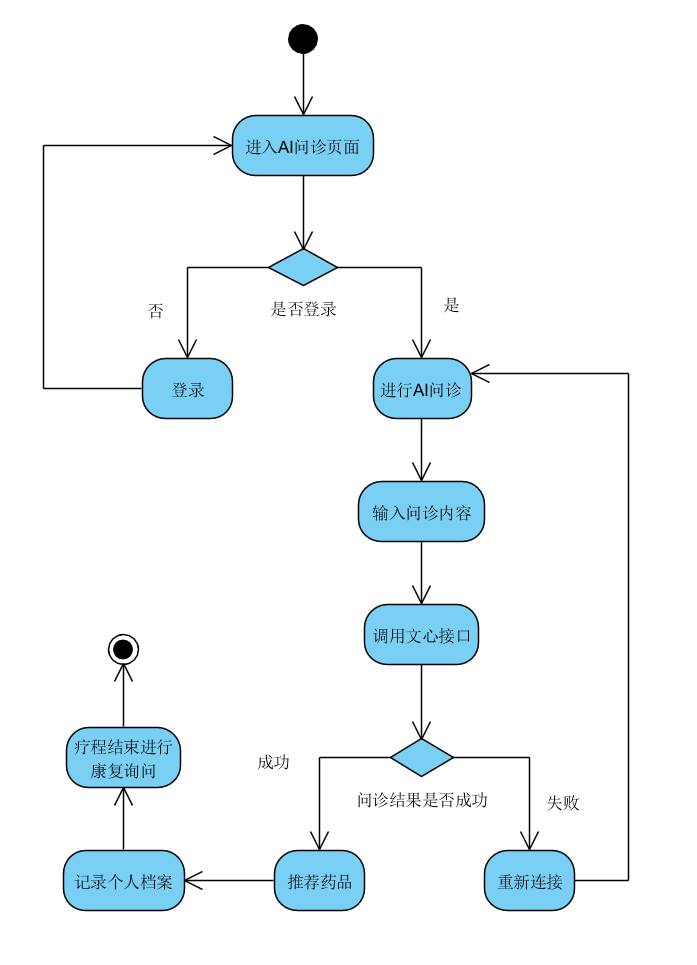 进入AI问诊页面
是否登录
否
是
登录
进行AI问诊
输入问诊内容
调用文心接口
成功
问诊结果是否成功
失败
疗程结束进行
康复询问
记录个人档案
推荐药品
重新连接